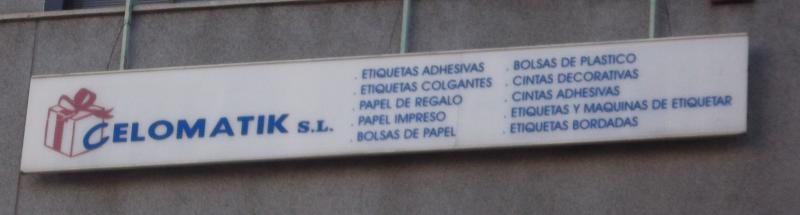 CELOMATIK S.L.
. ETIQUETAS ADHESIVAS
. ETIQUETAS COLGANTES
. PAPEL DE REGALO
. PAPEL IMPRESO
. BOLSAS DE PAPEL
. BOLSAS DE PLASTICO
. CINTAS DECORATIVAS
. CINTAS ADHESIVAS
. ETIQUETAS Y MAQUINAS DE ETIQUETAR
. ETIQUETAS BORDADAS